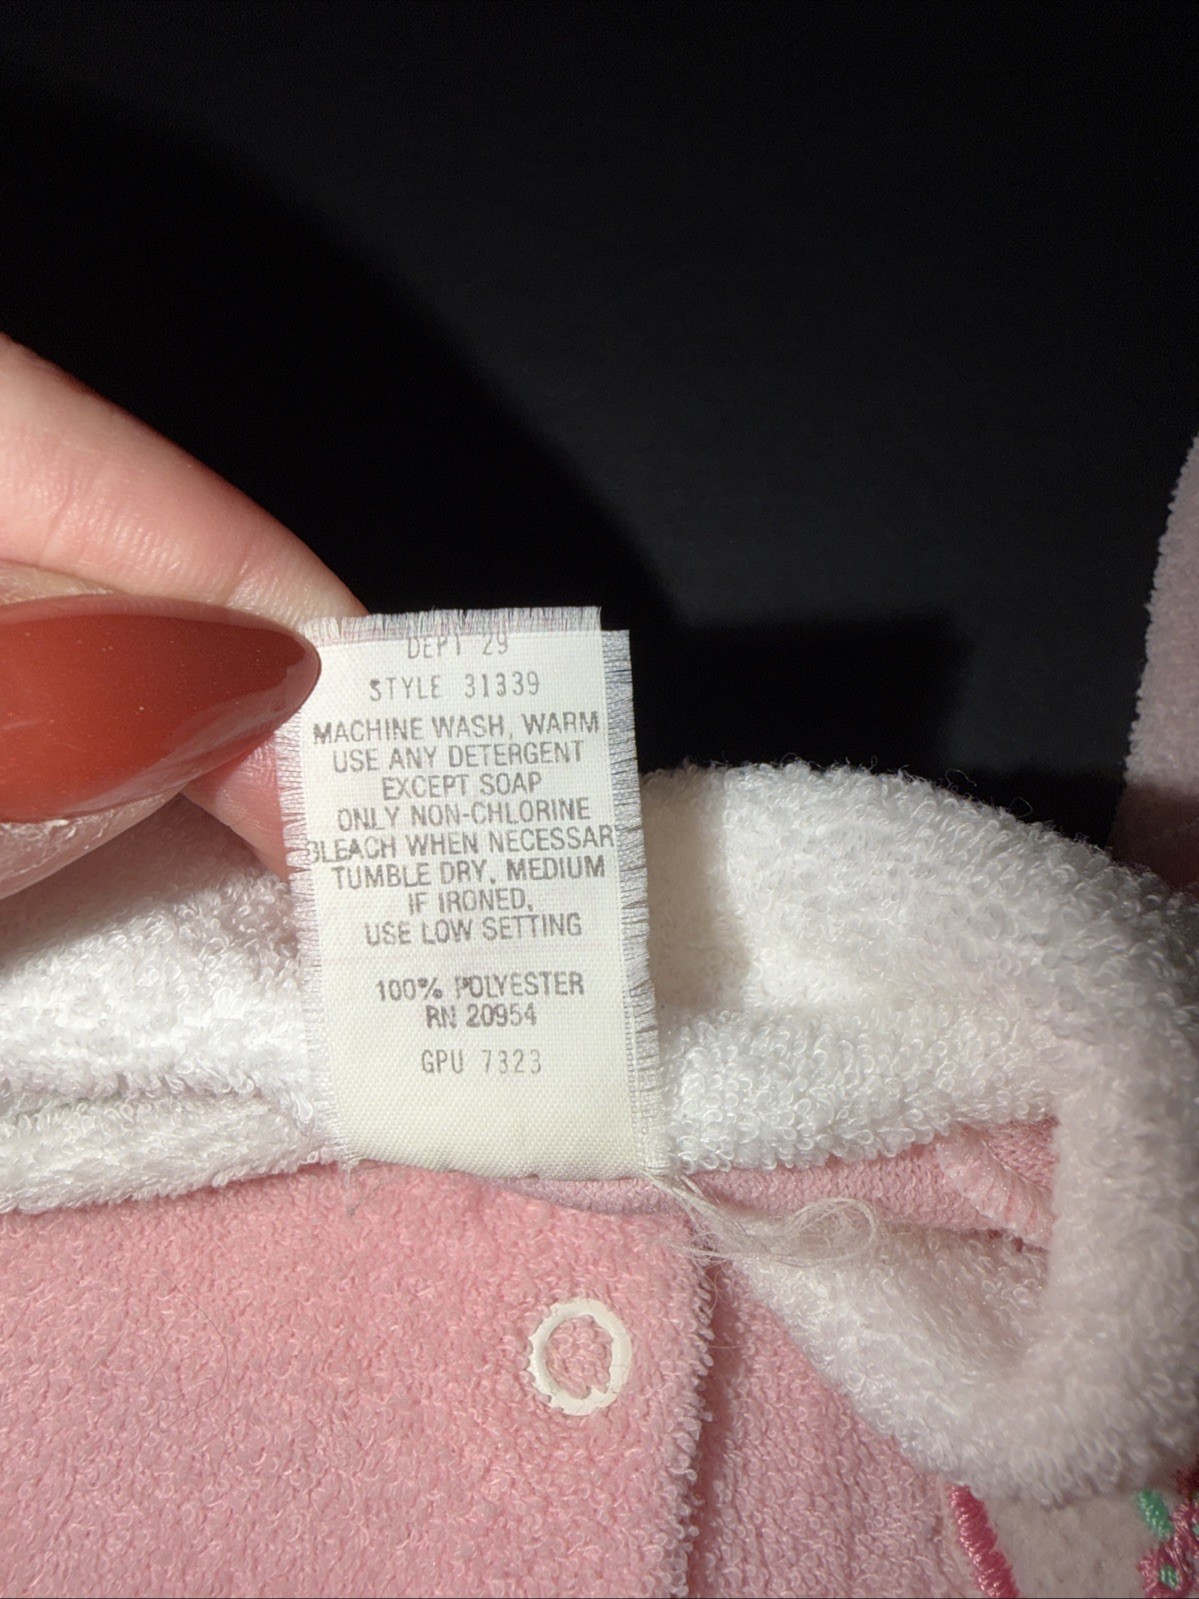 DEPT 29
STYLE 31339
MACHINE WASH, WARM
USE ANY DETERGENT
EXCEPT SOAP
ONLY NON-CHLORINE
BLEACH WHEN NECESSAR
TUMBLE DRY, MEDIUM
IF IRONED,
USE LOW SETTING
100% POLYESTER
RN 20954
GPU 7323